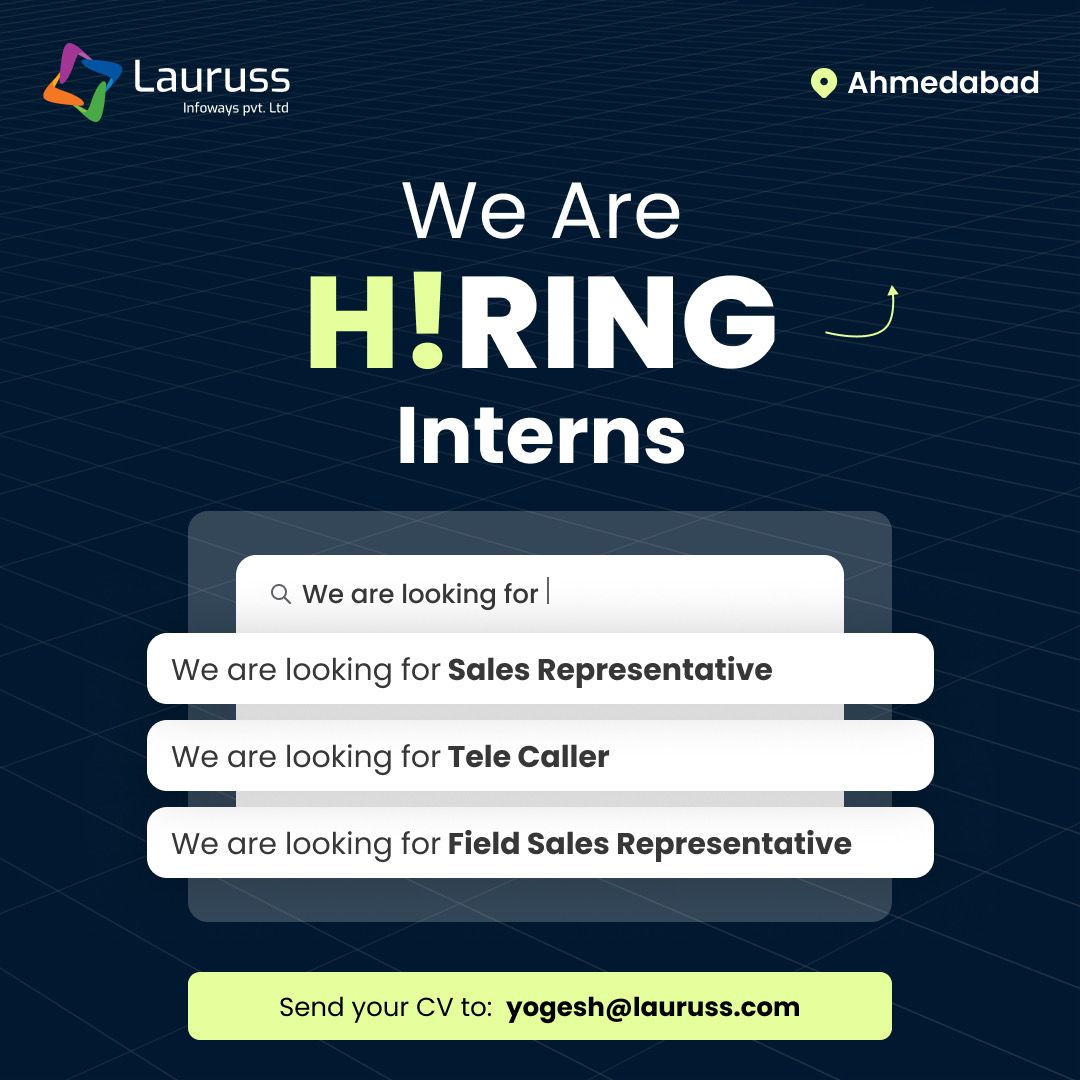 Lauruss
Infoways pvt. Ltd
Ahmedabad
We Are
H!RING
Interns
We are looking for
We are looking for Sales Representative
We are looking for Tele Caller
We are looking for Field Sales Representative
Send your CV to: yogesh@lauruss.com